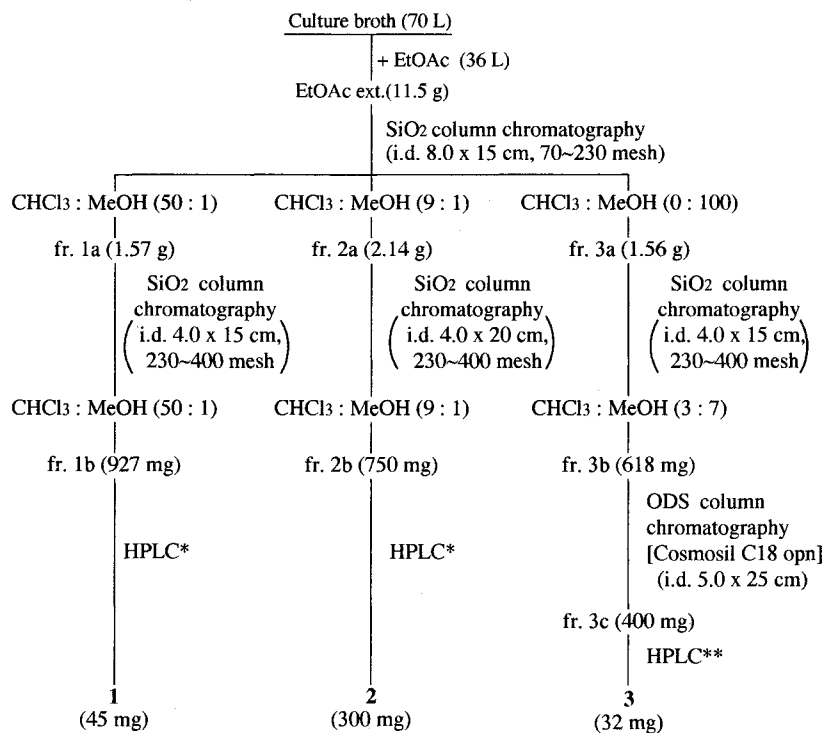 Culture broth (70 L)
+ EtOAc (36 L)
EtOAc ext.(11.5 g)
SiO2 column chromatography
(i.d. 8.0 x 15 cm, 70~230 mesh)
CHCl3 : MeOH (50 : 1)
CHCl3 : MeOH (9 : 1)
CHCl3 : MeOH (0 : 100)
fr. 1a (1.57 g)
fr. 2a (2.14 g)
fr. 3a (1.56 g)
SiO2 column
chromatography
(i.d. 4.0 x 15 cm,
230~400 mesh)
SiO2 column
chromatography
(i.d. 4.0 x 20 cm,
230~400 mesh)
SiO2 column
chromatography
(i.d. 4.0 x 15 cm,
230~400 mesh)
CHCl3 : MeOH (50 : 1)
CHCl3 : MeOH (9 : 1)
CHCl3 : MeOH (3 : 7)
fr. 1b (927 mg)
fr. 2b (750 mg)
fr. 3b (618 mg)
HPLC*
HPLC*
ODS column
chromatography
[Cosmosil C18 opn]
(i.d. 5.0 x 25 cm)
fr. 3c (400 mg)
HPLC**
1
(45 mg)
2
(300 mg)
3
(32 mg)